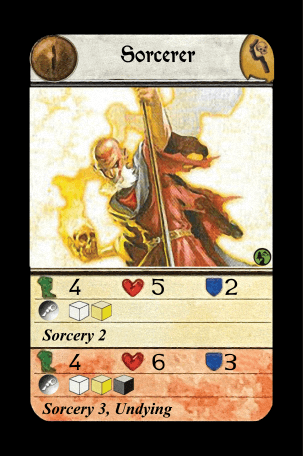 Sorcerer
4 5 2
Sorcery 2
4 6 3
Sorcery 3, Undying